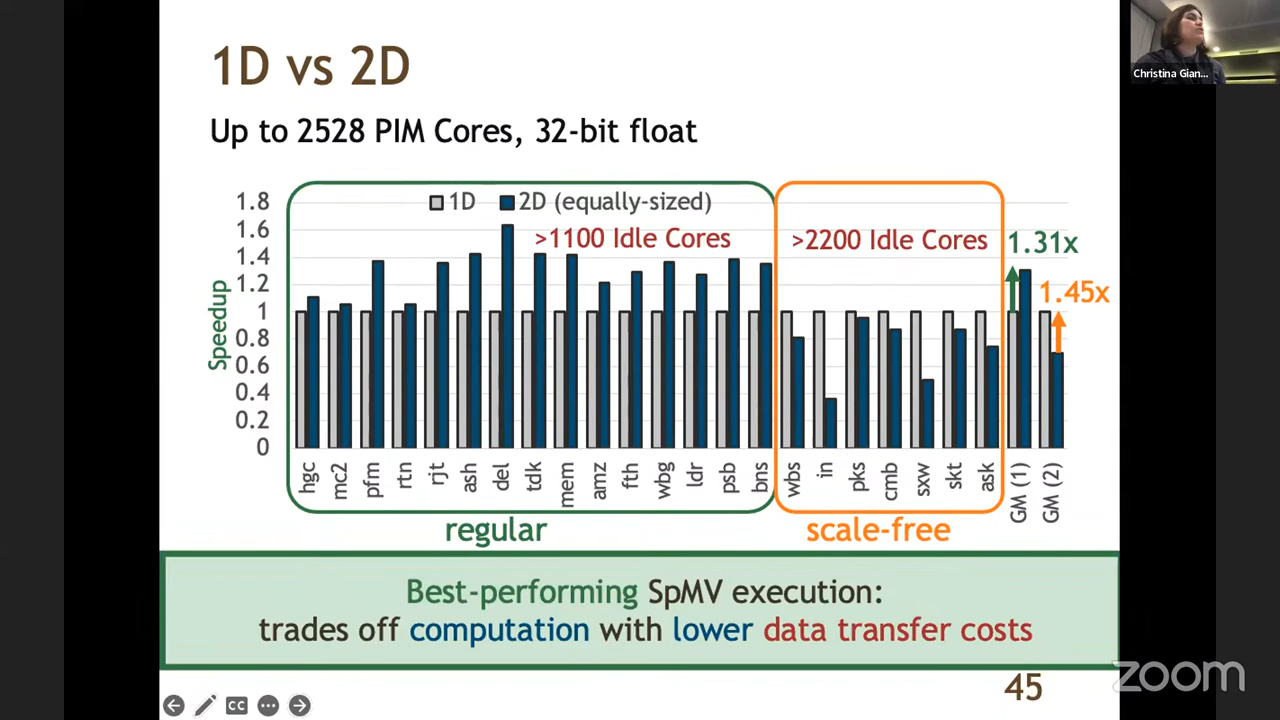 1D vs 2D
Christina Gian...
Up to 2528 PIM Cores, 32-bit float
1D 2D (equally-sized)
>1100 Idle Cores
>2200 Idle Cores
1.31x
1.45x
Speedup
1.8
1.6
1.4
1.2
1
0.8
0.6
0.4
0.2
0
hgc mc2 pfm rtn rjt ash del tdk mem amz fth wbg ldr psb bns wbs in pks cmb sxw skt ask GM (1) GM (2)
regular
scale-free
Best-performing SpMV execution:
trades off computation with lower data transfer costs
45
zoom
CC